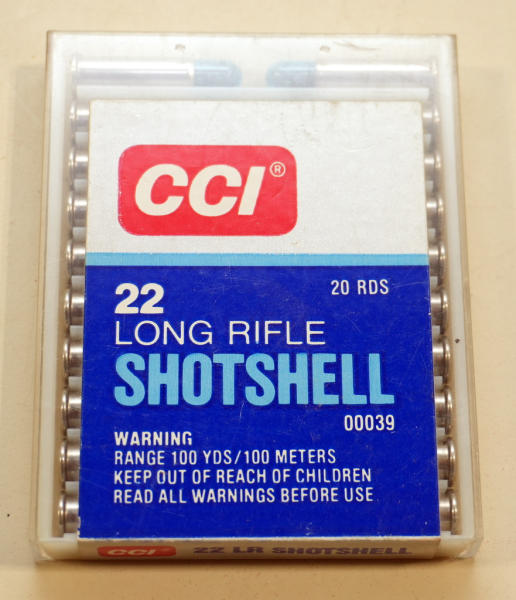 CCI®
22
20 RDS
LONG RIFLE
SHOTSHELL
00039
WARNING
RANGE 100 YDS/100 METERS
KEEP OUT OF REACH OF CHILDREN
READ ALL WARNINGS BEFORE USE
CCI 22 LR SHOTSHELL